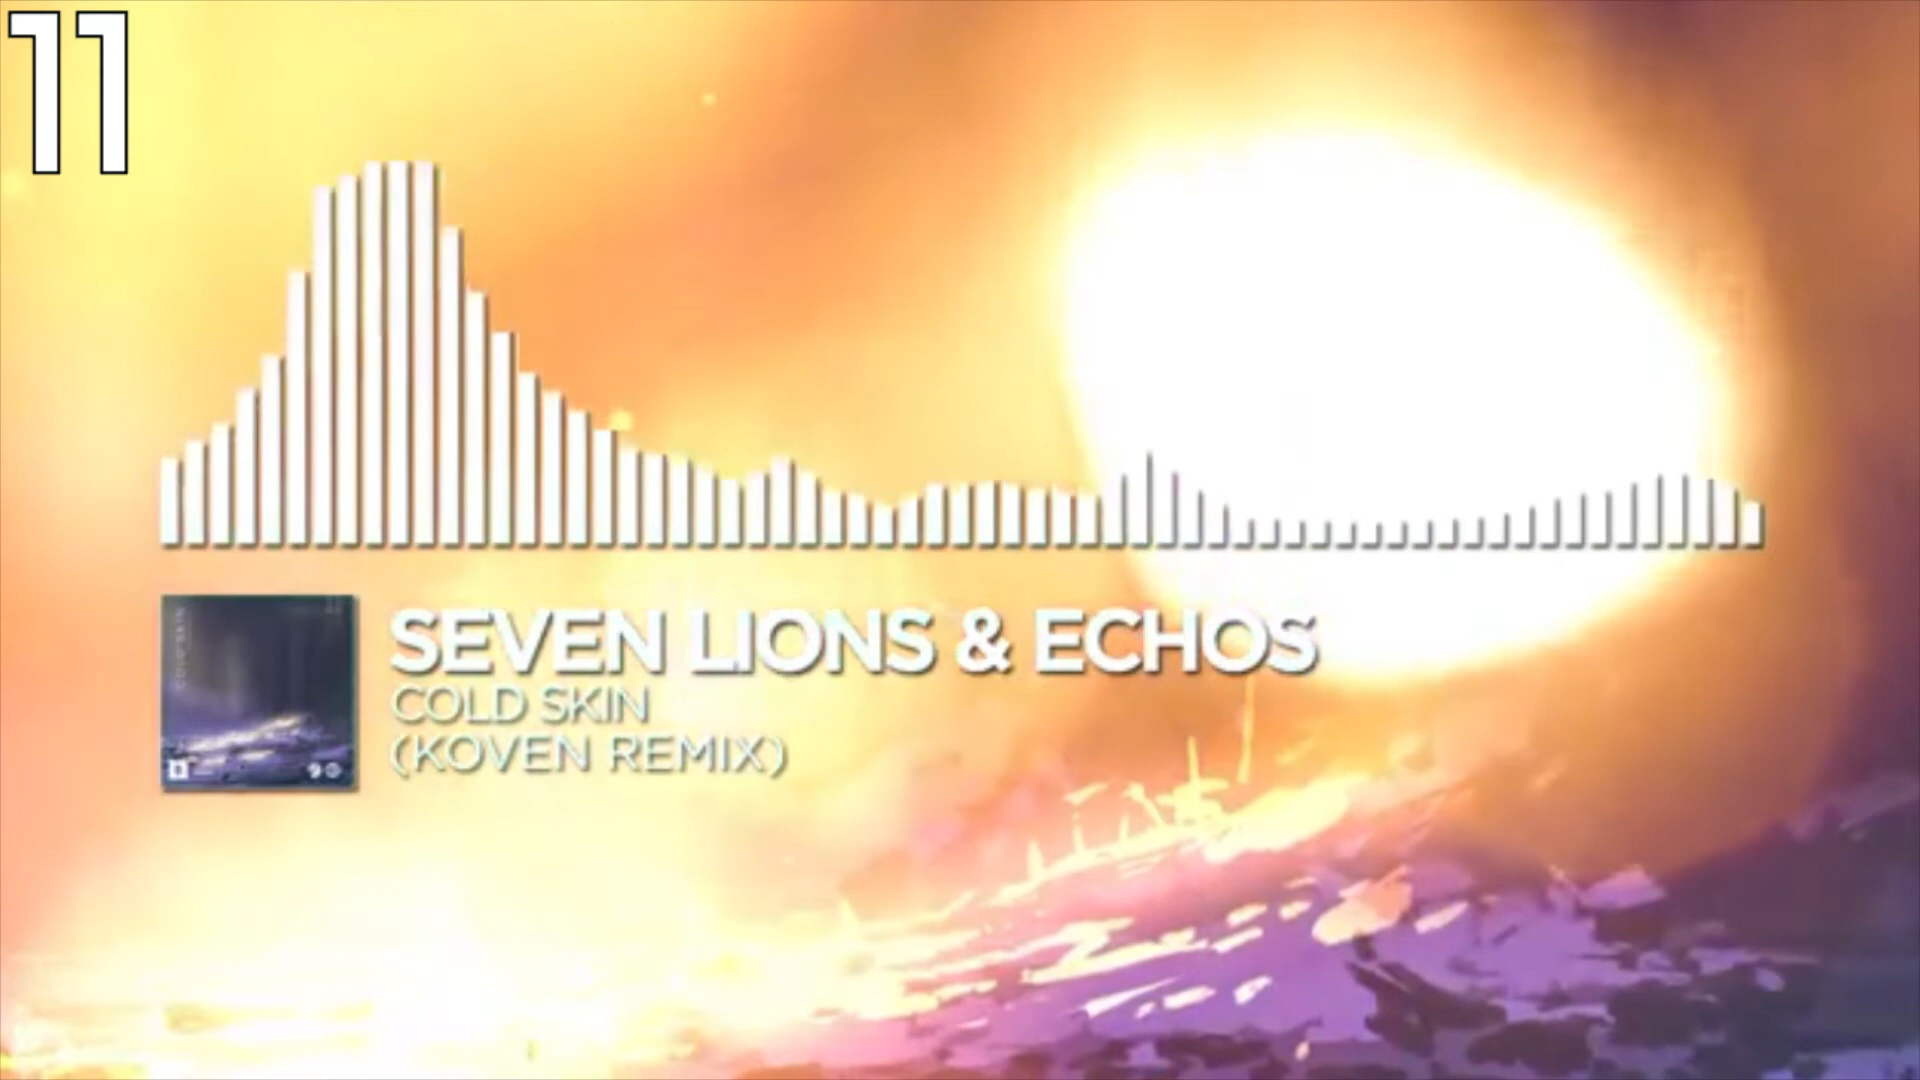 11
SEVEN LIONS & ECHOS
COLD SKIN
(KOVEN REMIX)